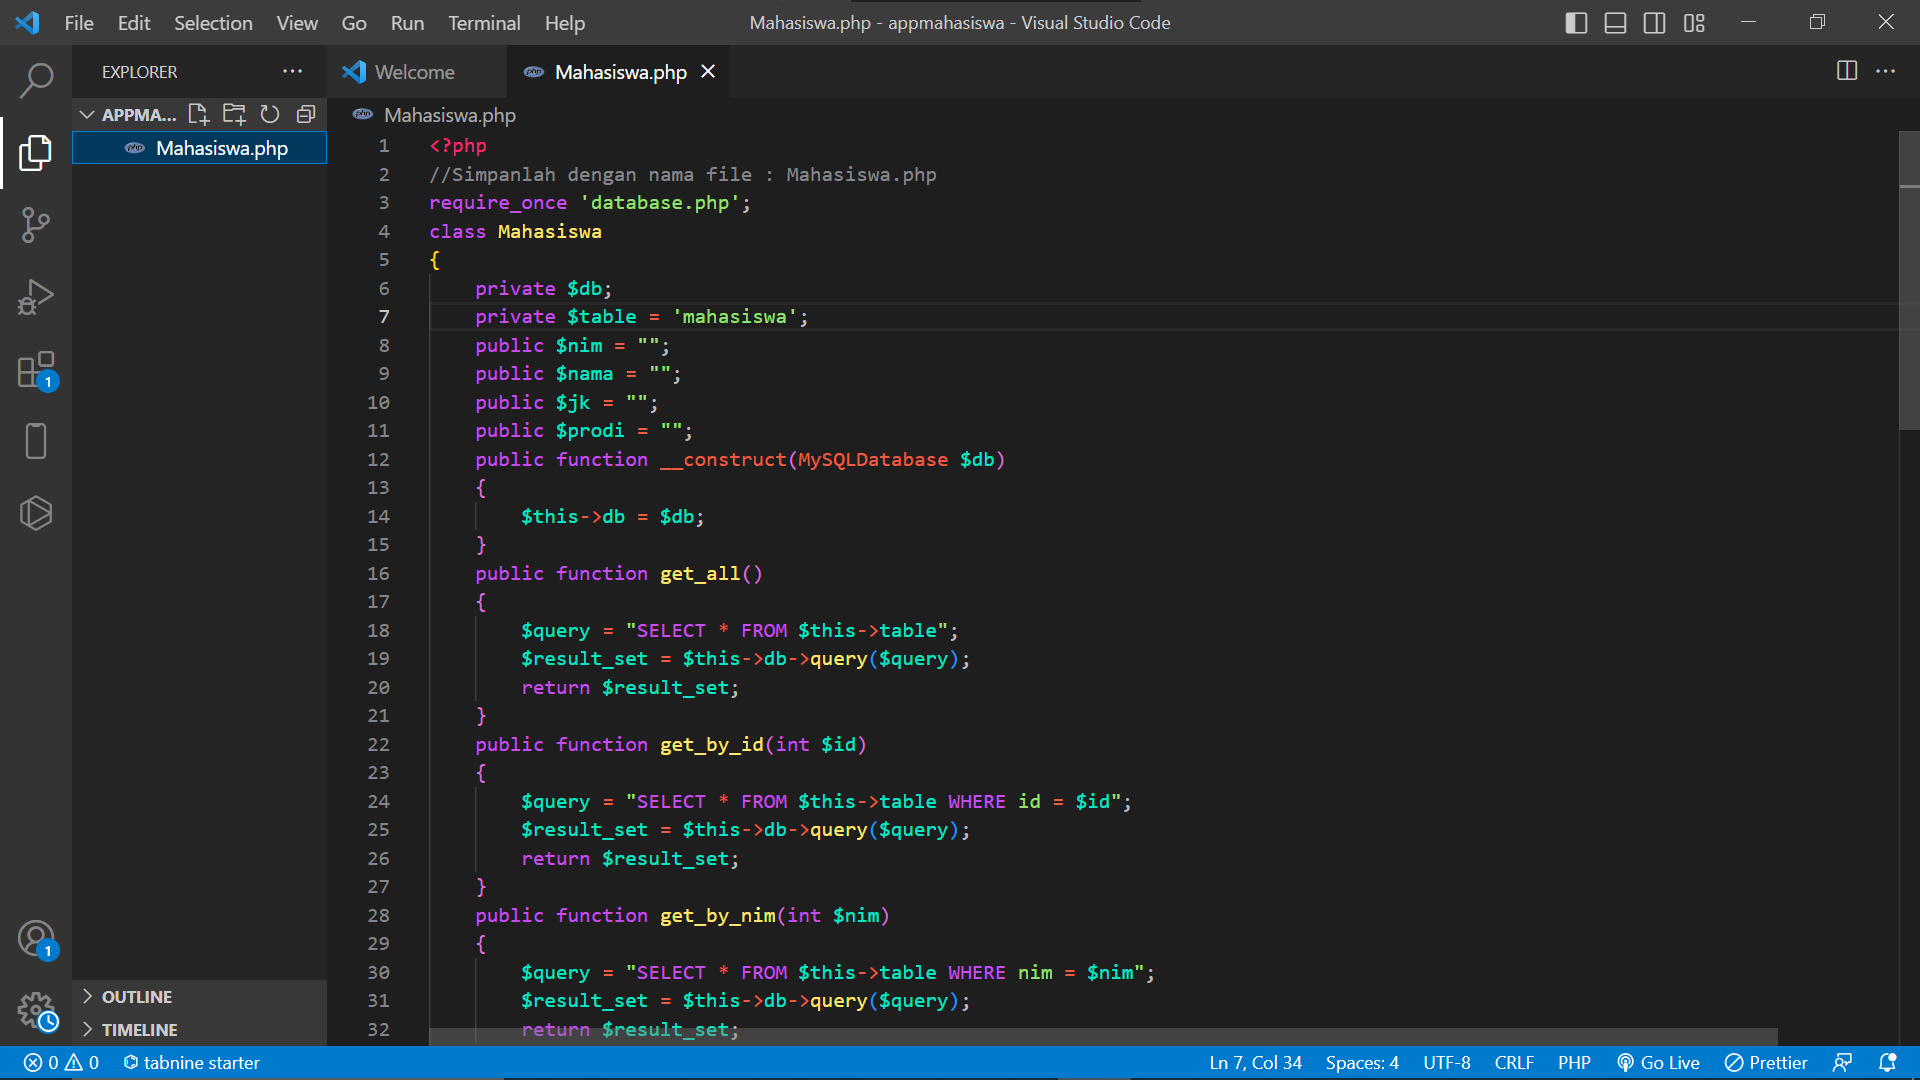 File Edit Selection View Go Run Terminal Help
Mahasiswa.php - appmahasiswa - Visual Studio Code
EXPLORER
Welcome
Mahasiswa.php
APPMA...
Mahasiswa.php
Mahasiswa.php
1 <?php
2 //Simpanlah dengan nama file : Mahasiswa.php
3 require_once 'database.php';
4 class Mahasiswa
5 {
6 private $db;
7 private $table = 'mahasiswa';
8 public $nim = "";
9 public $nama = "";
10 public $jk = "";
11 public $prodi = "";
12 public function __construct(MySQLDatabase $db)
13 {
14 $this->db = $db;
15 }
16 public function get_all()
17 {
18 $query = "SELECT * FROM $this->table";
19 $result_set = $this->db->query($query);
20 return $result_set;
21 }
22 public function get_by_id(int $id)
23 {
24 $query = "SELECT * FROM $this->table WHERE id = $id";
25 $result_set = $this->db->query($query);
26 return $result_set;
27 }
28 public function get_by_nim(int $nim)
29 {
30 $query = "SELECT * FROM $this->table WHERE nim = $nim";
31 $result_set = $this->db->query($query);
32 return $result_set;
1
1
OUTLINE
TIMELINE
0 0 tabnine starter
Ln 7, Col 34 Spaces: 4 UTF-8 CRLF PHP Go Live Prettier